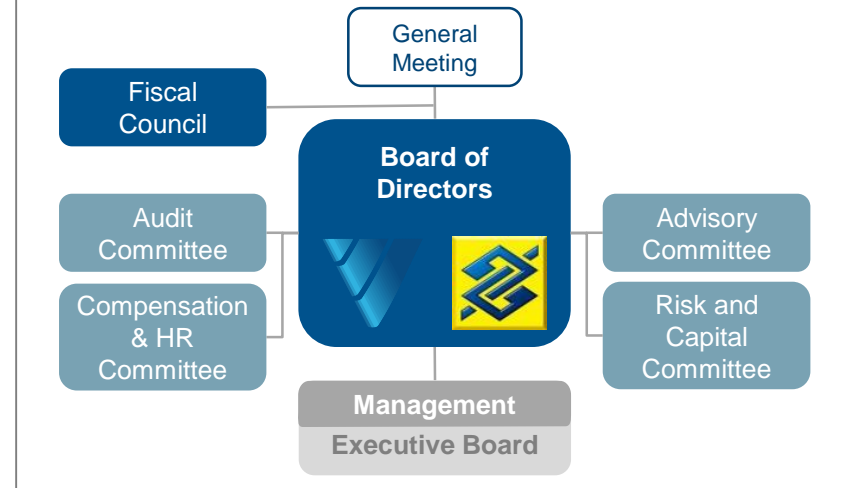 General
Meeting
Fiscal
Council
Board of
Directors
Audit
Committee
Advisory
Committee
Compensation
& HR
Committee
Risk and
Capital
Committee
Management
Executive Board